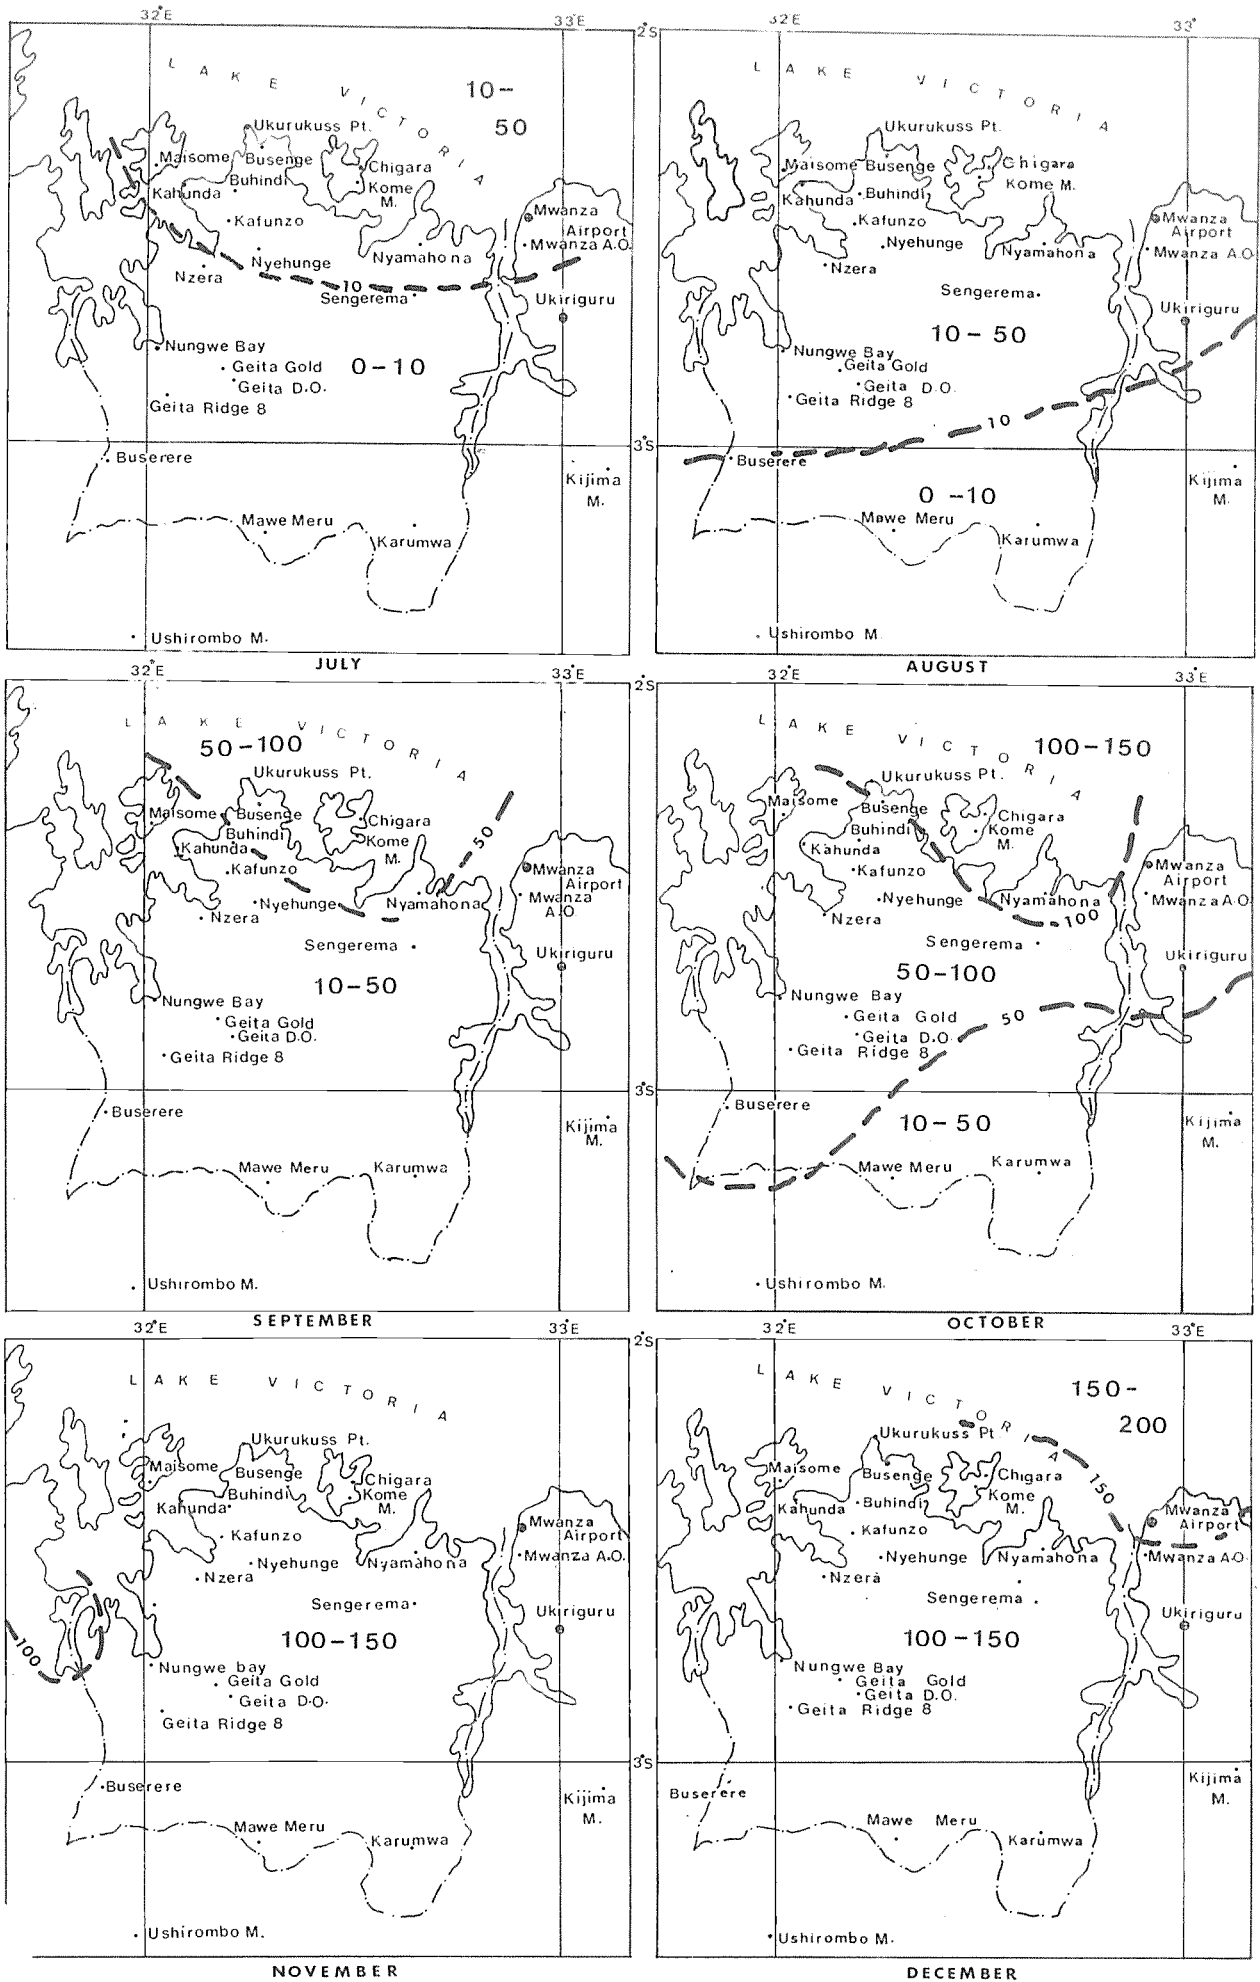 32°E
33°E
2°S
LAKE VICTORIA
10-
50
Ukurukuss Pt.
Maisome
Busenge
Chigara
Buhindi
Kahunda
Kome
M.
Kafunzo
Mwanza
Airport
Nyehunge
Nyamahona
Mwanza A.O.
Nzera
10
Sengerema
Ukiriguru
Nungwe Bay
Geita Gold
0-10
Geita D.O.
Geita Ridge 8
3°S
Buserere
Kijima
M.
Mawe Meru
Karumwa
Ushirombo M.
JULY
32°E
33°
LAKE VICTORIA
Ukurukuss Pt.
Maisome
Busenge
Chigara
Kome M.
Kahunda
Buhindi
Kafunzo
Mwanza
Airport
Nyehunge
Nyamahona
Mwanza A.O
Nzera
Sengerema
Ukiriguru
10-50
Nungwe Bay
Geita Gold
Geita D.O.
Geita Ridge 8
10
Buserere
Kijima
M.
0-10
Mawe Meru
Karumwa
Ushirombo M.
AUGUST
32°E
33°E
2°S
LAKE VICTORIA
50-100
Ukurukuss Pt.
Maisome
Busenge
Chigara
Buhindi
50
Kahunda
Kome
M.
Kafunzo
Mwanza
Airport
Nyehunge
Nyamahona
Mwanza
A.O.
Nzera
Sengerema
Ukiriguru
10-50
Nungwe Bay
Geita Gold
Geita D.O.
Geita Ridge 8
3°S
Buserere
Kijima
M.
Mawe Meru
Karumwa
Ushirombo M.
SEPTEMBER
32°E
33°E
LAKE VICTORIA
100-150
Ukurukuss Pt.
Maisome
Busenge
Chigara
Buhindi
Kome
M.
Kahunda
Kafunzo
Mwanza
Airport
Nyehunge
Nyamahona
Mwanza A.O
Nzera
100
Sengerema
Ukiriguru
50-100
Nungwe Bay
Geita Gold
50
Geita D.O.
Geita Ridge 8
Buserere
10-50
Kijima
M.
Mawe Meru
Karumwa
Ushirombo M.
OCTOBER
32°E
33°E
2°S
LAKE VICTORIA
Ukurukuss Pt.
Maisome
Busenge
Chigara
Buhindi
Kome
M.
Kahunda
Kafunzo
Mwanza
Airport
Nyehunge
Nyamahona
Mwanza A.O.
Nzera
Sengerema
Ukiriguru
100-150
100
Nungwe bay
Geita Gold
Geita D.O.
Geita Ridge 8
3°S
Buserere
Kijima
M.
Mawe Meru
Karumwa
Ushirombo M.
NOVEMBER
32°E
33°E
LAKE VICTORIA
150-
200
Ukurukuss Pt.
Maisome
Busenge
Chigara
150
Kome
M.
Kahunda
Buhindi
Kafunzo
Mwanza
Airport
Nyehunge
Nyamahona
Mwanza A.O.
Nzera
Sengerema
Ukiriguru
100-150
Nungwe Bay
Geita Gold
Geita D.O.
Geita Ridge 8
Buserere
Kijima
M.
Mawe Meru
Karumwa
Ushirombo M.
DECEMBER